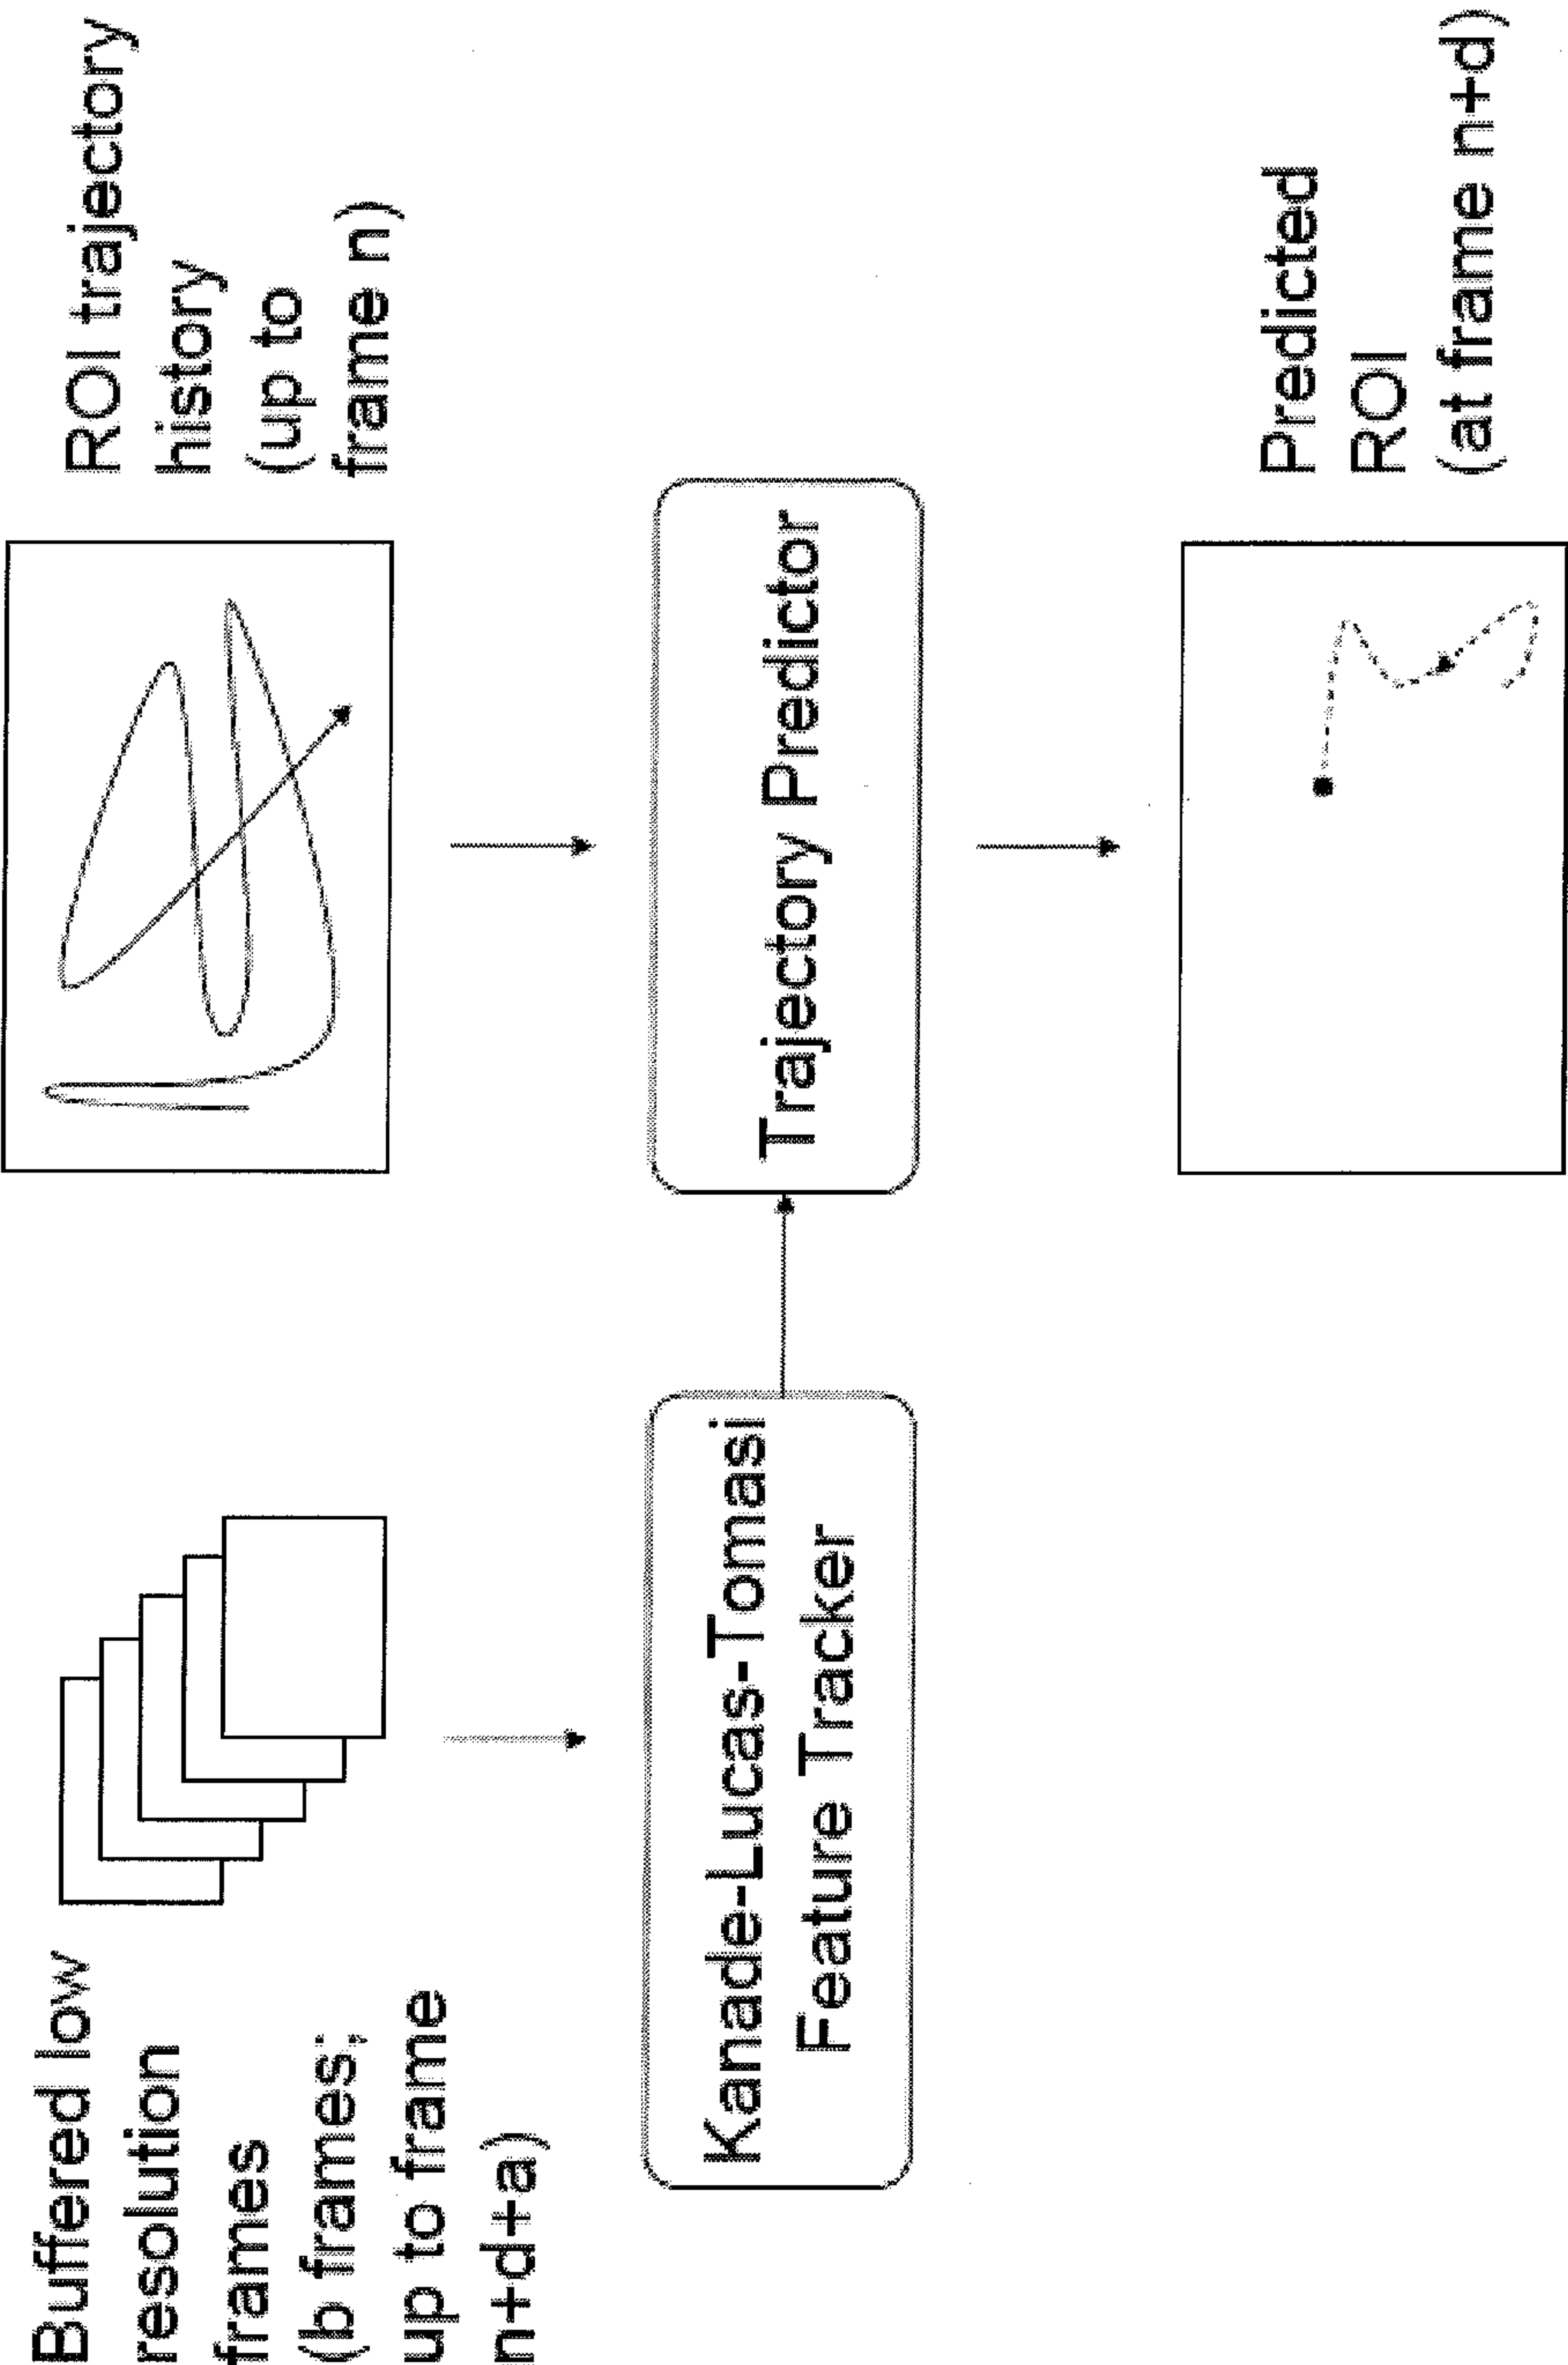 Buffered low
resolution
frames
(b frames;
up to frame
n+d+a)
ROI trajectory
history
(up to
frame n)
Kanade-Lucas-Tomasi
Feature Tracker
Trajectory Predictor
Predicted
ROI
(at frame n+d)